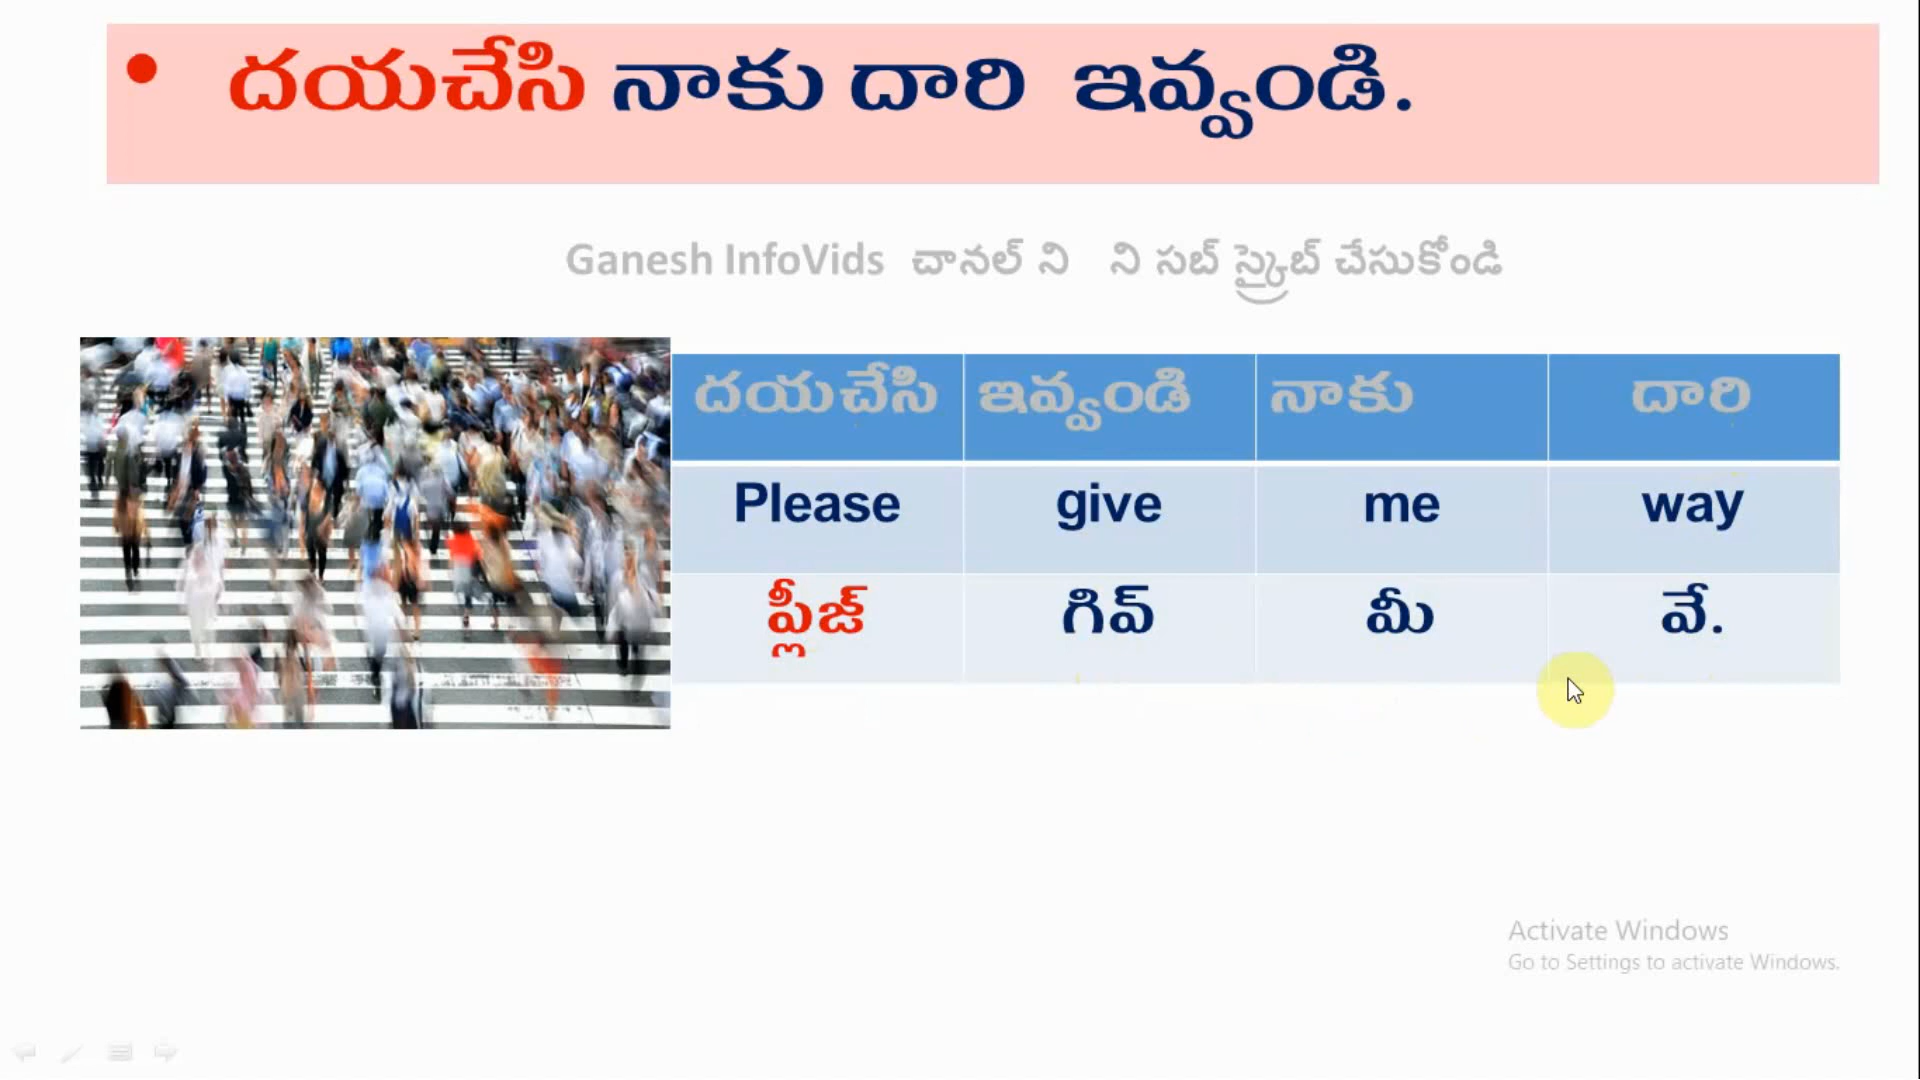 • దయచేసి నాకు దారి ఇవ్వండి.
Ganesh InfoVids చానల్ ని ని సబ్ స్క్రైబ్ చేసుకోండి
దయచేసి ఇవ్వండి నాకు దారి
Please give me way
ప్లీజ్ గివ్ మీ వే.
Activate Windows
Go to Settings to activate Windows.